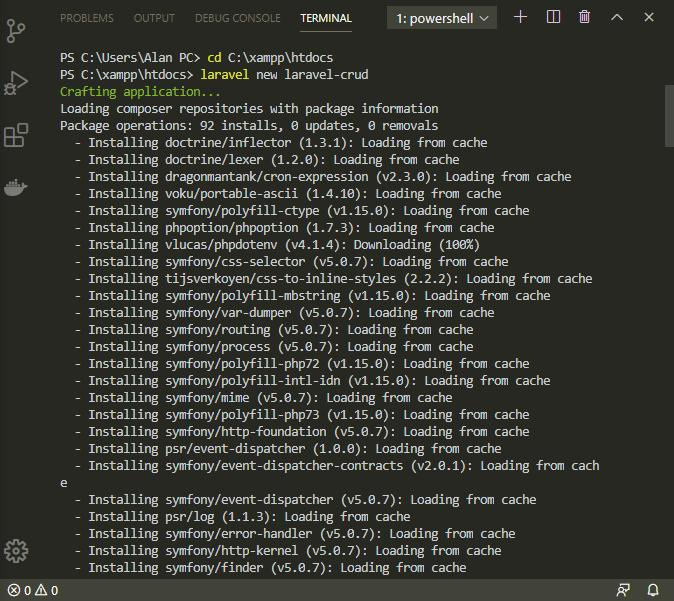 PROBLEMS OUTPUT DEBUG CONSOLE TERMINAL 1: powershell
PS C:\Users\Alan PC> cd C:\xampp\htdocs
PS C:\xampp\htdocs> laravel new laravel-crud
Crafting application...
Loading composer repositories with package information
Package operations: 92 installs, 0 updates, 0 removals
- Installing doctrine/inflector (1.3.1): Loading from cache
- Installing doctrine/lexer (1.2.0): Loading from cache
- Installing dragonmantank/cron-expression (v2.3.0): Loading from cache
- Installing voku/portable-ascii (1.4.10): Loading from cache
- Installing symfony/polyfill-ctype (v1.15.0): Loading from cache
- Installing phpoption/phpoption (1.7.3): Loading from cache
- Installing vlucas/phpdotenv (v4.1.4): Downloading (100%)
- Installing symfony/css-selector (v5.0.7): Loading from cache
- Installing tijsverkoyen/css-to-inline-styles (2.2.2): Loading from cache
- Installing symfony/polyfill-mbstring (v1.15.0): Loading from cache
- Installing symfony/var-dumper (v5.0.7): Loading from cache
- Installing symfony/routing (v5.0.7): Loading from cache
- Installing symfony/process (v5.0.7): Loading from cache
- Installing symfony/polyfill-php72 (v1.15.0): Loading from cache
- Installing symfony/polyfill-intl-idn (v1.15.0): Loading from cache
- Installing symfony/mime (v5.0.7): Loading from cache
- Installing symfony/polyfill-php73 (v1.15.0): Loading from cache
- Installing symfony/http-foundation (v5.0.7): Loading from cache
- Installing psr/event-dispatcher (1.0.0): Loading from cache
- Installing symfony/event-dispatcher-contracts (v2.0.1): Loading from cach
e
- Installing symfony/event-dispatcher (v5.0.7): Loading from cache
- Installing psr/log (1.1.3): Loading from cache
- Installing symfony/error-handler (v5.0.7): Loading from cache
- Installing symfony/http-kernel (v5.0.7): Loading from cache
- Installing symfony/finder (v5.0.7): Loading from cache
0 0